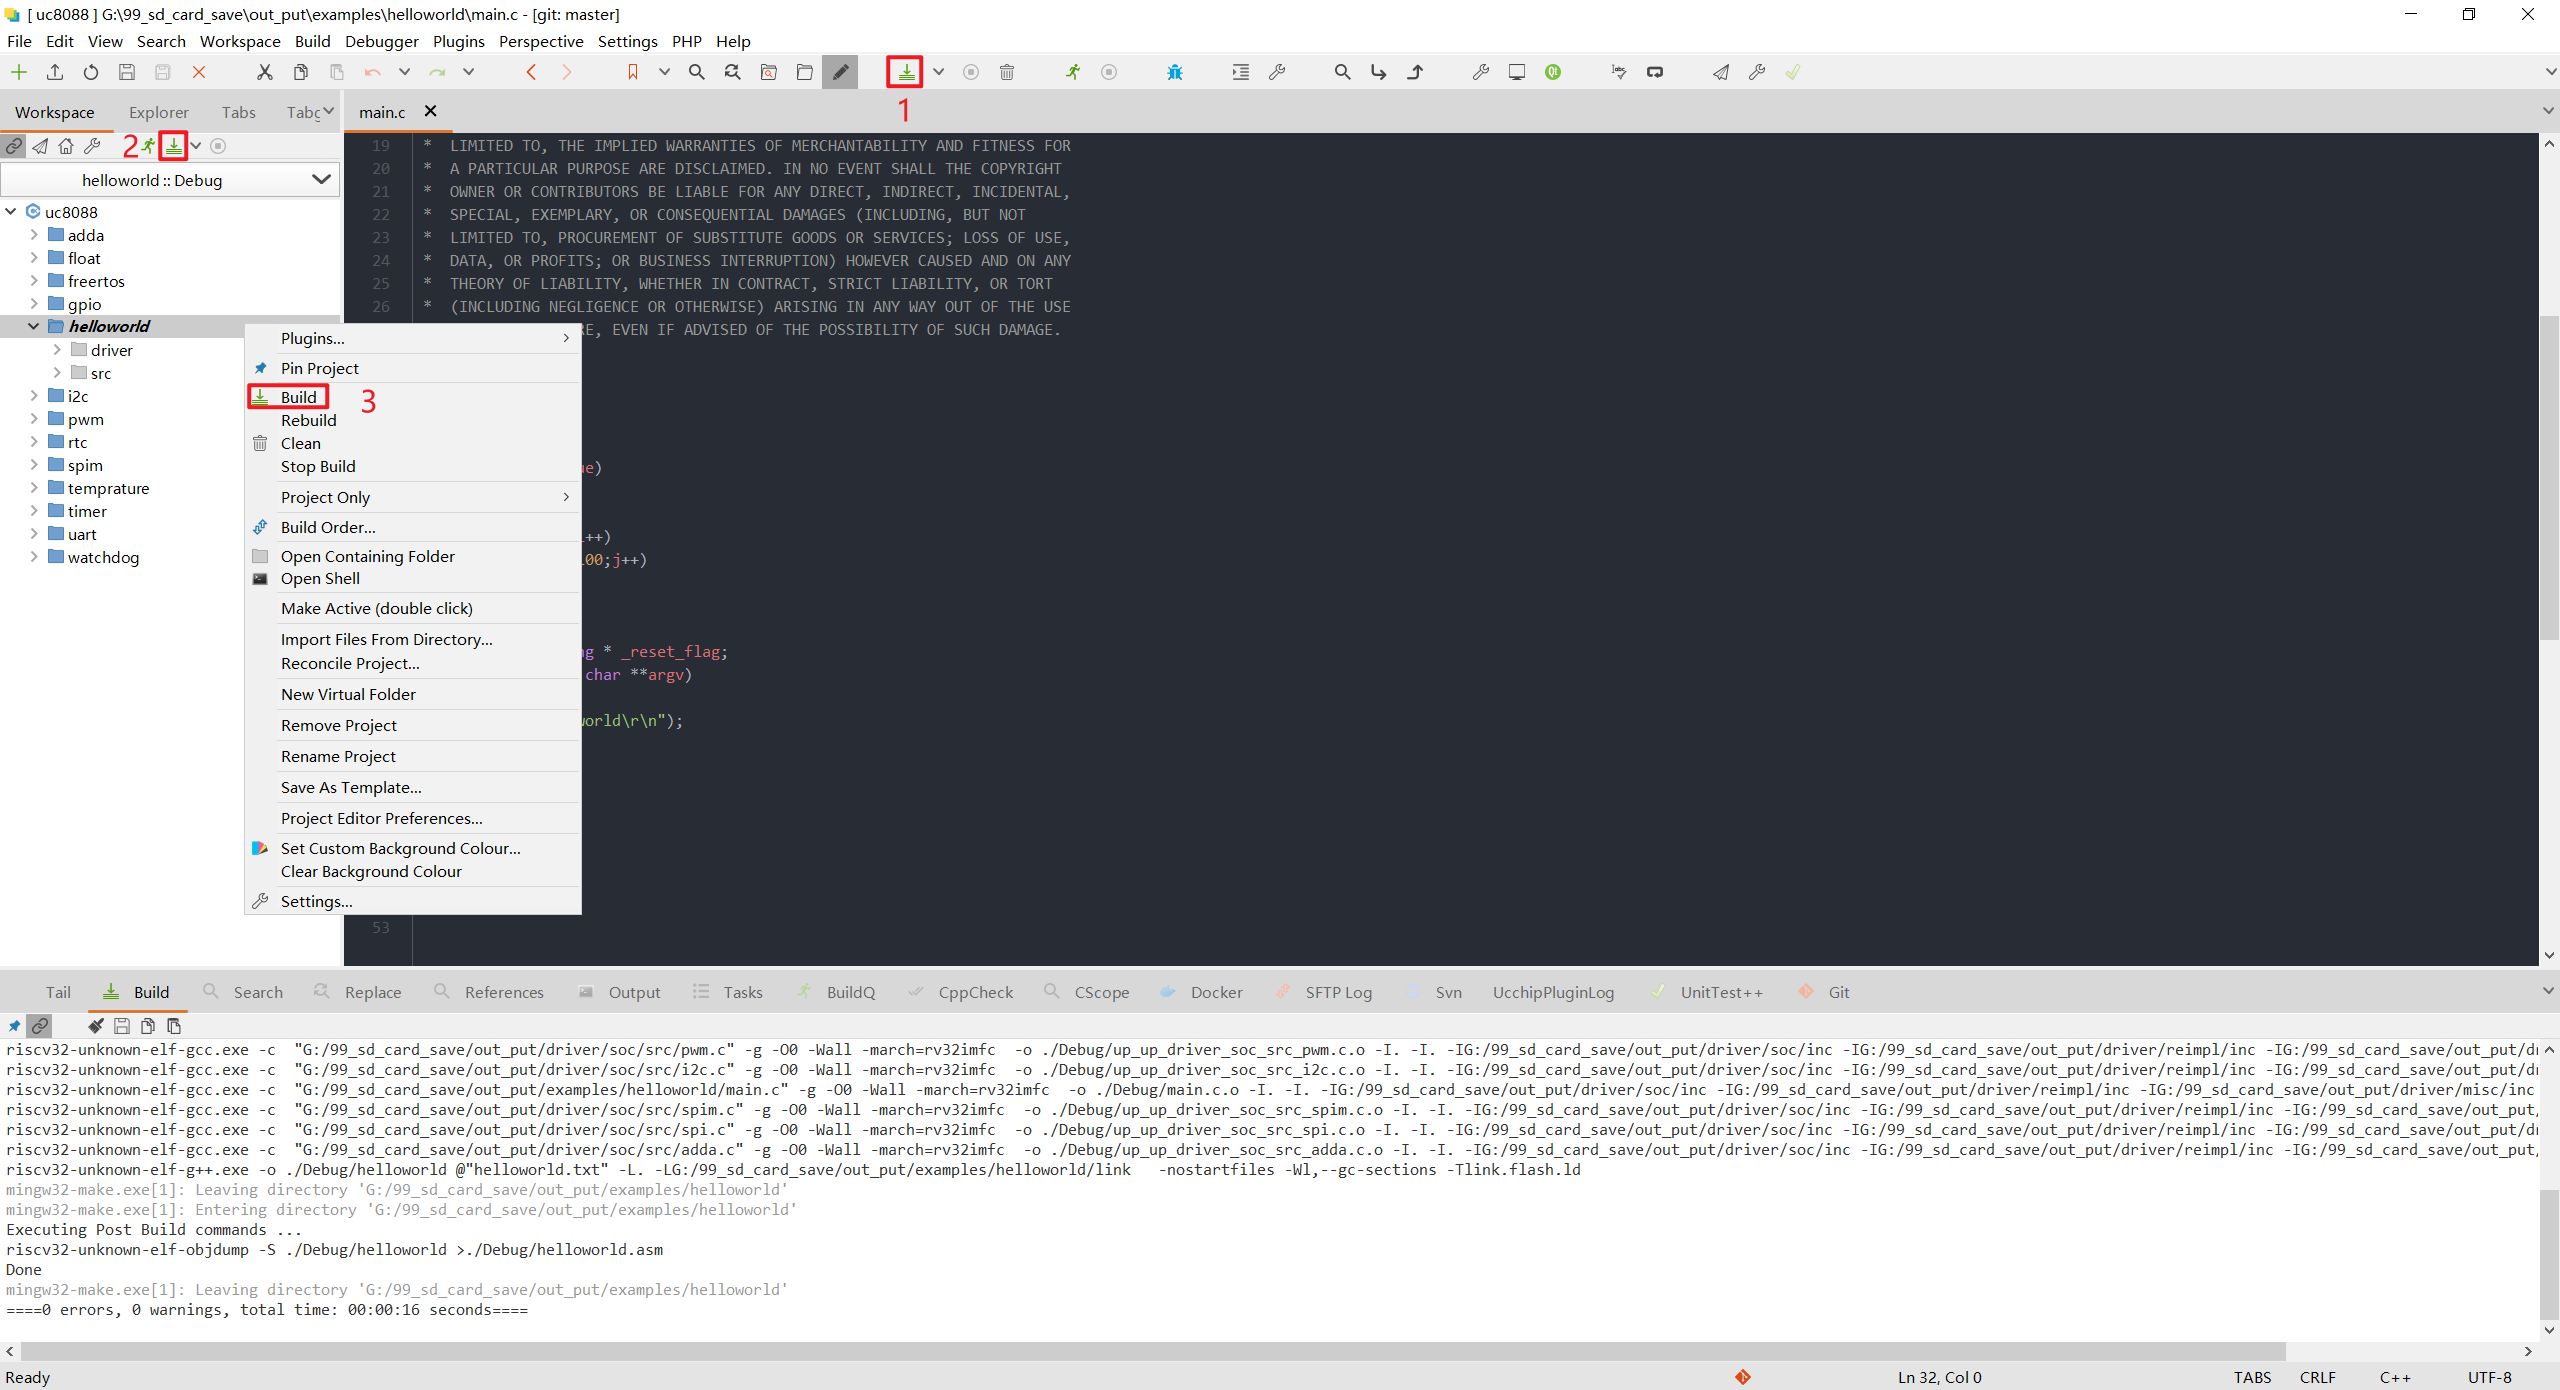 [ uc8088 ] G:\99_sd_card_save\out_put\examples\helloworld\main.c - [git: master]
File Edit View Search Workspace Build Debugger Plugins Perspective Settings PHP Help
1
Workspace Explorer Tabs
main.c
2
helloworld :: Debug
uc8088
adda
float
freertos
gpio
helloworld
driver
src
i2c
pwm
rtc
spim
temprature
timer
uart
watchdog
19 * LIMITED TO, THE IMPLIED WARRANTIES OF MERCHANTABILITY AND FITNESS FOR
20 * A PARTICULAR PURPOSE ARE DISCLAIMED. IN NO EVENT SHALL THE COPYRIGHT
21 * OWNER OR CONTRIBUTORS BE LIABLE FOR ANY DIRECT, INDIRECT, INCIDENTAL,
22 * SPECIAL, EXEMPLARY, OR CONSEQUENTIAL DAMAGES (INCLUDING, BUT NOT
23 * LIMITED TO, PROCUREMENT OF SUBSTITUTE GOODS OR SERVICES; LOSS OF USE,
24 * DATA, OR PROFITS; OR BUSINESS INTERRUPTION) HOWEVER CAUSED AND ON ANY
25 * THEORY OF LIABILITY, WHETHER IN CONTRACT, STRICT LIABILITY, OR TORT
26 * (INCLUDING NEGLIGENCE OR OTHERWISE) ARISING IN ANY WAY OUT OF THE USE
RE, EVEN IF ADVISED OF THE POSSIBILITY OF SUCH DAMAGE.
ue)
++)
100;j++)
ng * _reset_flag;
char **argv)
world\r\n");
53
Plugins...
Pin Project
Build
3
Rebuild
Clean
Stop Build
Project Only
Build Order...
Open Containing Folder
Open Shell
Make Active (double click)
Import Files From Directory...
Reconcile Project...
New Virtual Folder
Remove Project
Rename Project
Save As Template...
Project Editor Preferences...
Set Custom Background Colour...
Clear Background Colour
Settings...
Tail Build Search Replace References Output Tasks BuildQ CppCheck CScope Docker SFTP Log Svn UcchipPluginLog UnitTest++ Git
riscv32-unknown-elf-gcc.exe -c "G:/99_sd_card_save/out_put/driver/soc/src/pwm.c" -g -O0 -Wall -march=rv32imfc -o ./Debug/up_up_driver_soc_src_pwm.c.o -I. -I. -IG:/99_sd_card_save/out_put/driver/soc/inc -IG:/99_sd_card_save/out_put/driver/reimpl/inc -IG:/99_sd_card_save/out_put/d
riscv32-unknown-elf-gcc.exe -c "G:/99_sd_card_save/out_put/driver/soc/src/i2c.c" -g -O0 -Wall -march=rv32imfc -o ./Debug/up_up_driver_soc_src_i2c.c.o -I. -I. -IG:/99_sd_card_save/out_put/driver/soc/inc -IG:/99_sd_card_save/out_put/driver/reimpl/inc -IG:/99_sd_card_save/out_put/d
riscv32-unknown-elf-gcc.exe -c "G:/99_sd_card_save/out_put/examples/helloworld/main.c" -g -O0 -Wall -march=rv32imfc -o ./Debug/main.c.o -I. -I. -IG:/99_sd_card_save/out_put/driver/soc/inc -IG:/99_sd_card_save/out_put/driver/reimpl/inc -IG:/99_sd_card_save/out_put/driver/misc/inc
riscv32-unknown-elf-gcc.exe -c "G:/99_sd_card_save/out_put/driver/soc/src/spim.c" -g -O0 -Wall -march=rv32imfc -o ./Debug/up_up_driver_soc_src_spim.c.o -I. -I. -IG:/99_sd_card_save/out_put/driver/soc/inc -IG:/99_sd_card_save/out_put/driver/reimpl/inc -IG:/99_sd_card_save/out_put/
riscv32-unknown-elf-gcc.exe -c "G:/99_sd_card_save/out_put/driver/soc/src/spi.c" -g -O0 -Wall -march=rv32imfc -o ./Debug/up_up_driver_soc_src_spi.c.o -I. -I. -IG:/99_sd_card_save/out_put/driver/soc/inc -IG:/99_sd_card_save/out_put/driver/reimpl/inc -IG:/99_sd_card_save/out_put/d
riscv32-unknown-elf-gcc.exe -c "G:/99_sd_card_save/out_put/driver/soc/src/adda.c" -g -O0 -Wall -march=rv32imfc -o ./Debug/up_up_driver_soc_src_adda.c.o -I. -I. -IG:/99_sd_card_save/out_put/driver/soc/inc -IG:/99_sd_card_save/out_put/driver/reimpl/inc -IG:/99_sd_card_save/out_put/
riscv32-unknown-elf-g++.exe -o ./Debug/helloworld @"helloworld.txt" -L. -LG:/99_sd_card_save/out_put/examples/helloworld/link -nostartfiles -Wl,--gc-sections -Tlink.flash.ld
mingw32-make.exe[1]: Leaving directory 'G:/99_sd_card_save/out_put/examples/helloworld'
mingw32-make.exe[1]: Entering directory 'G:/99_sd_card_save/out_put/examples/helloworld'
Executing Post Build commands ...
riscv32-unknown-elf-objdump -S ./Debug/helloworld >./Debug/helloworld.asm
Done
mingw32-make.exe[1]: Leaving directory 'G:/99_sd_card_save/out_put/examples/helloworld'
====0 errors, 0 warnings, total time: 00:00:16 seconds====
Ready Ln 32, Col 0 TABS CRLF C++ UTF-8